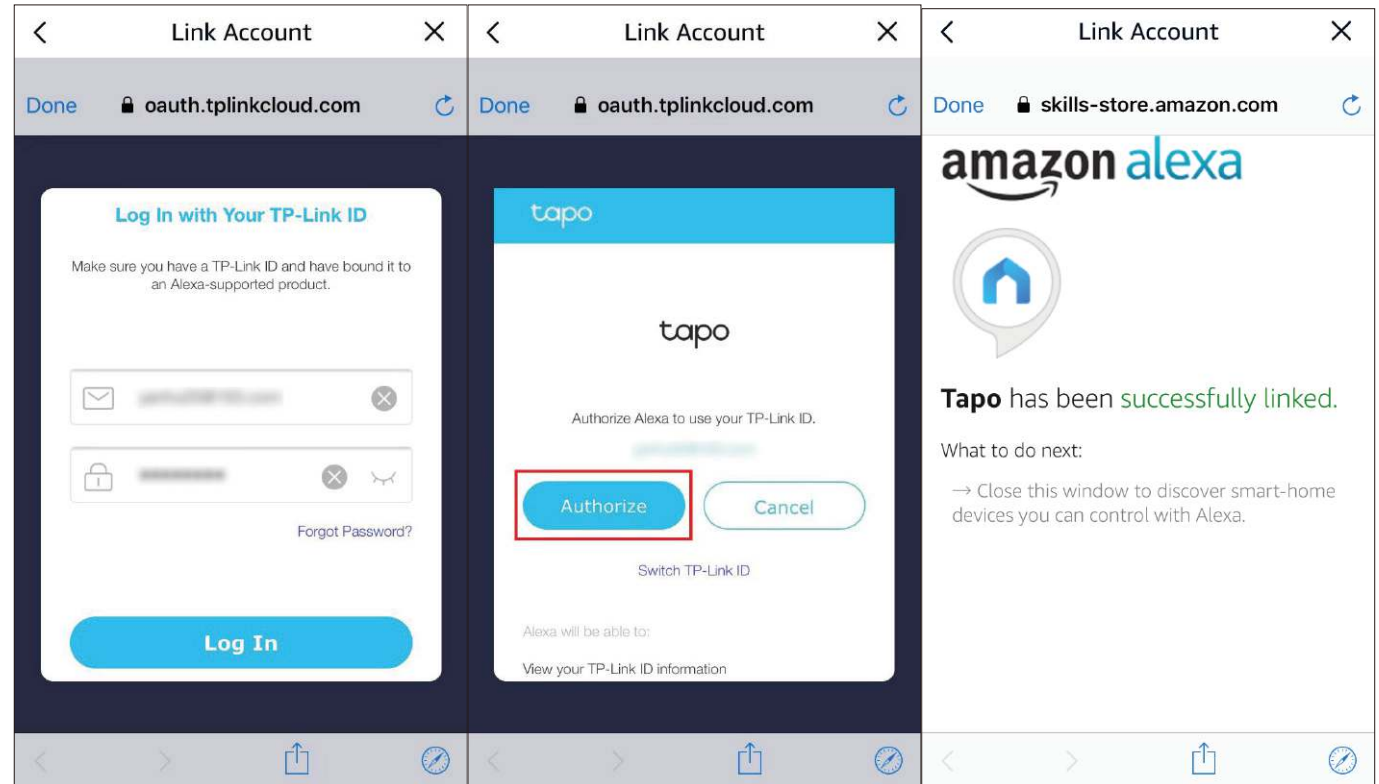 Link Account
Done
oauth.tplinkcloud.com
Log In with Your TP-Link ID
Make sure you have a TP-Link ID and have bound it to
an Alexa-supported product.
Forgot Password?
Log In
Link Account
Done
oauth.tplinkcloud.com
tapo
tapo
Authorize Alexa to use your TP-Link ID.
Authorize
Cancel
Switch TP-Link ID
Alexa will be able to:
View your TP-Link ID information
Link Account
Done
skills-store.amazon.com
amazon alexa
Tapo has been successfully linked.
What to do next:
→ Close this window to discover smart-home
devices you can control with Alexa.